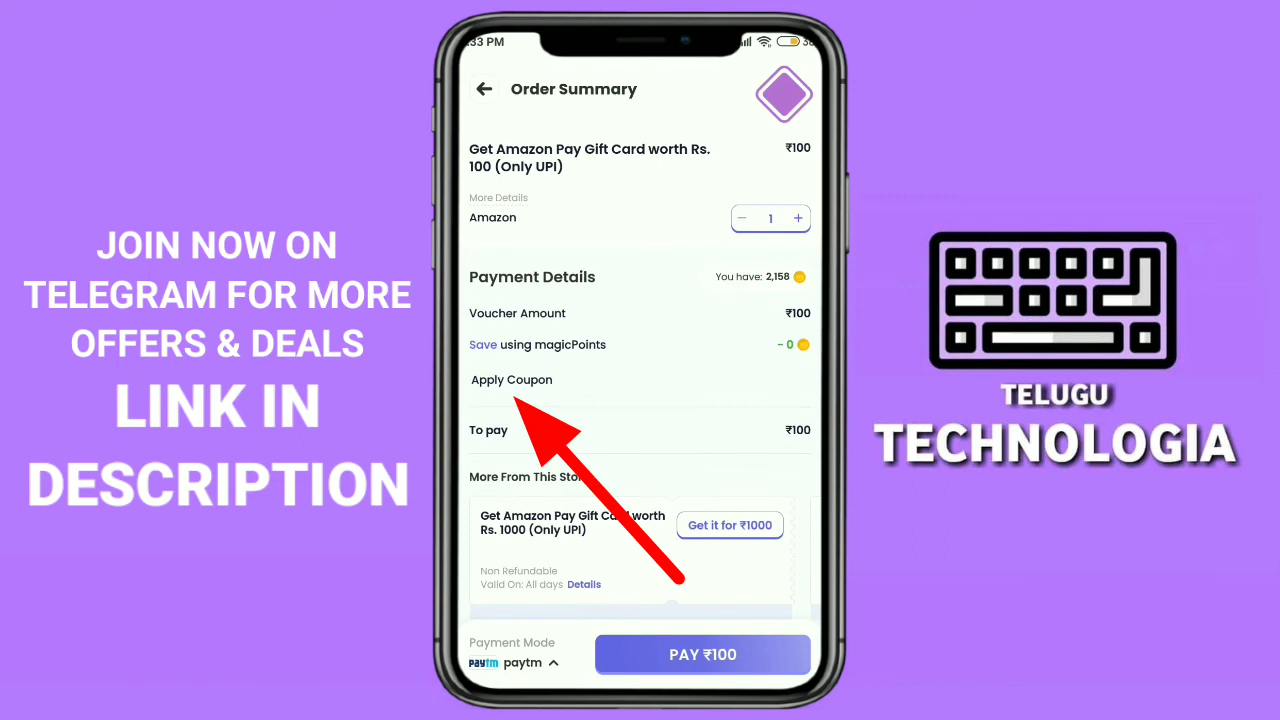 JOIN NOW ON
TELEGRAM FOR MORE
OFFERS & DEALS
LINK IN
DESCRIPTION
:33 PM
Order Summary
Get Amazon Pay Gift Card worth Rs.
100 (Only UPI)
₹100
More Details
Amazon
− 1 +
Payment Details
You have: 2,158
Voucher Amount
₹100
Save using magicPoints
- 0
Apply Coupon
To pay
₹100
More From This
Get Amazon Pay Gift Card worth
Rs. 1000 (Only UPI)
Get it for ₹1000
Non Refundable
Valid On: All days Details
Payment Mode
paytm paytm
PAY ₹100
TELUGU
TECHNOLOGIA